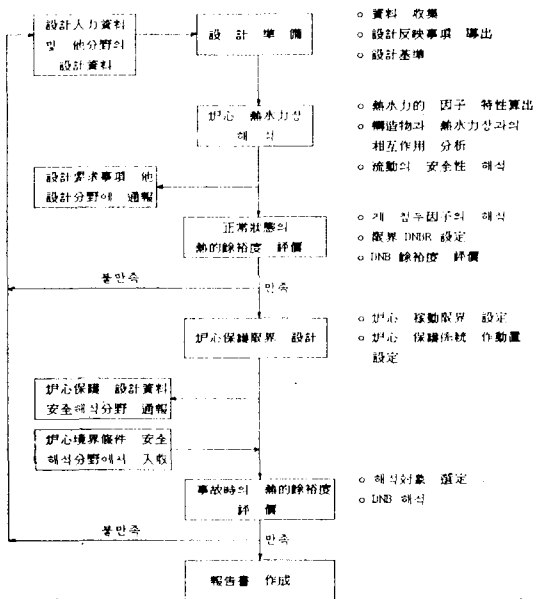 設計入力資料
및 他分野의
設計資料
設計準備
o 資料 收集
o 設計反映事項 導出
o 設計基準
炉心 熱水力장
해석
o 熱水力的 因子 特性算出
o 構造物과 熱水力장과의
相互作用 分析
o 流動의 安全性 해석
設計要求事項 他
設計分野에 通報
正常狀態의
熱的餘裕度 評價
o 해석
o 限界 DNBR 設定
o DNB 餘裕度 評價
불만족
만족
炉心保護限界 設計
o 炉心 稼動限界 設定
o 炉心 保護係統 作動置
設定
炉心保護 設計資料
安全해석分野 通報
炉心境界條件 安全
해석分野에서 入收
事故時의 熱的餘裕度
評價
o 해석対象 選定
o DNB 해석
불만족
만족
報告書 作成